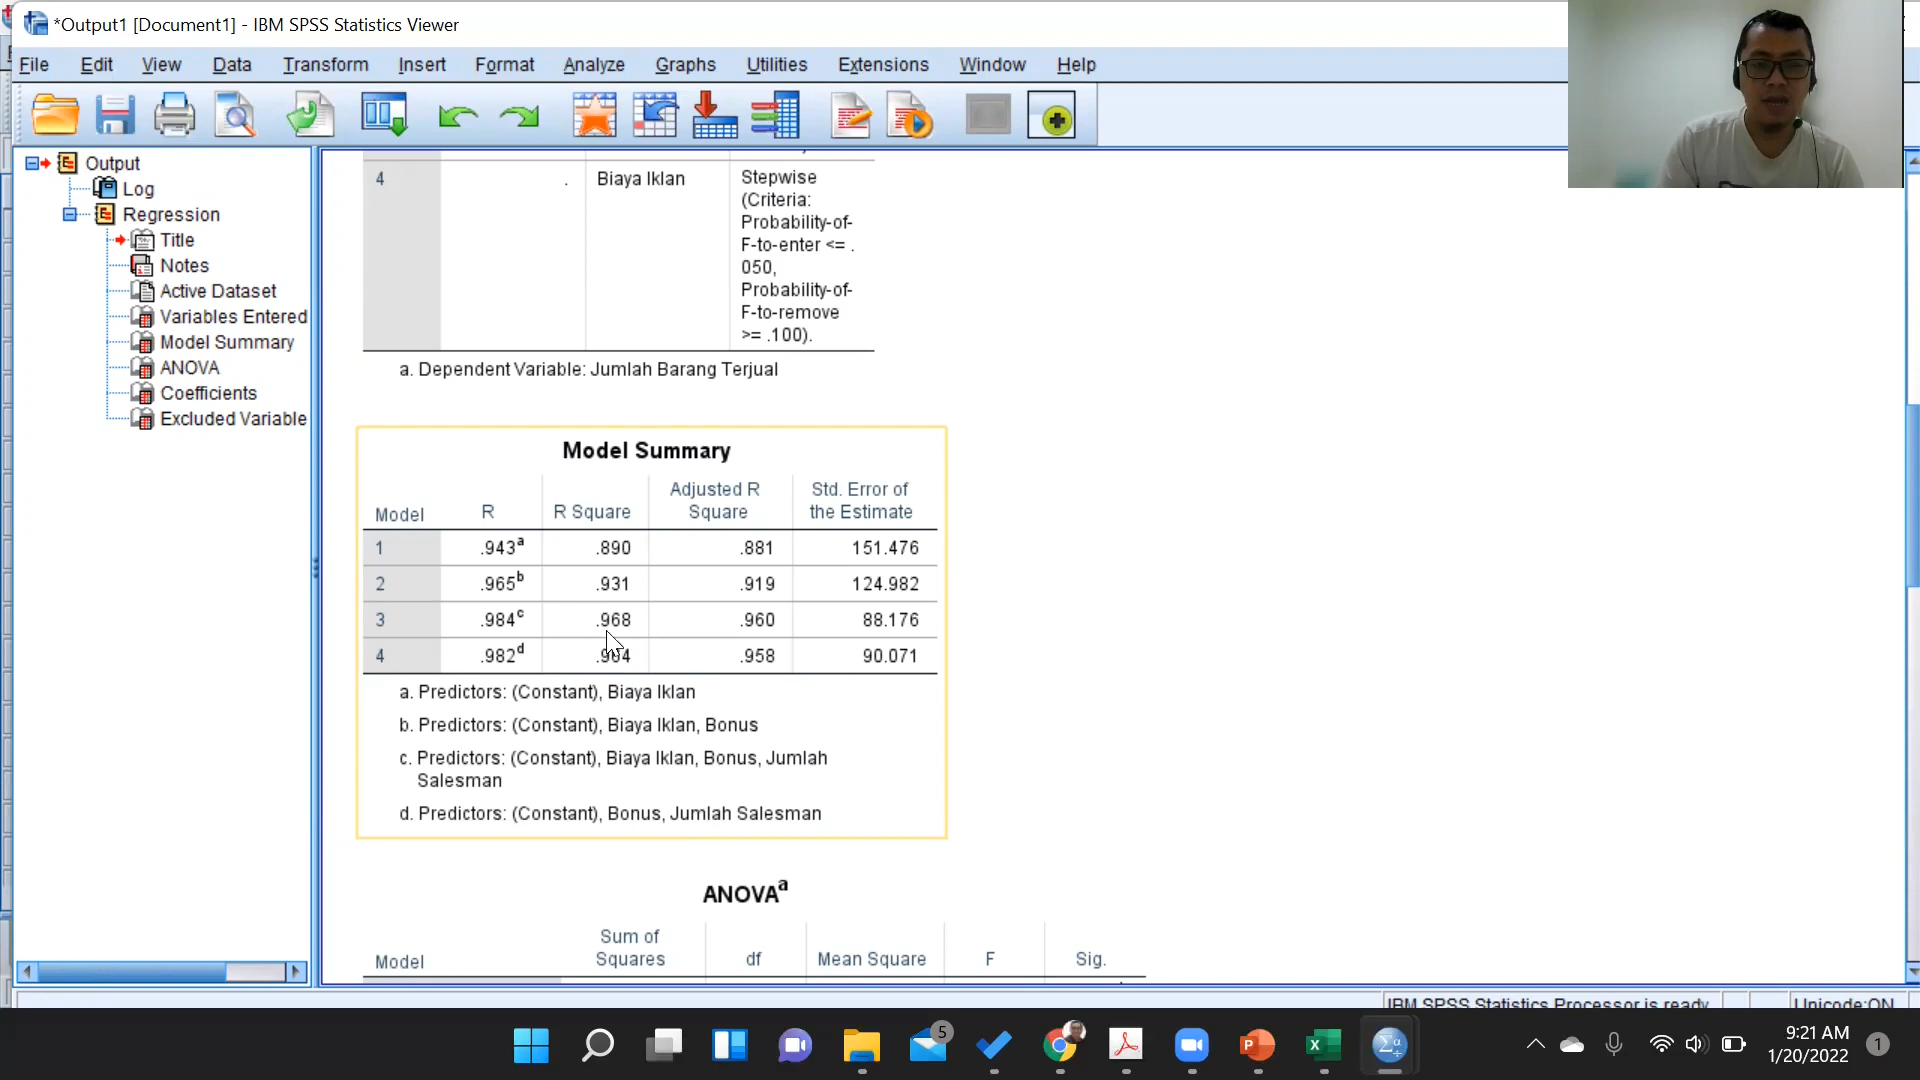 *Output1 [Document1] - IBM SPSS Statistics Viewer
File Edit View Data Transform Insert Format Analyze Graphs Utilities Extensions Window Help
Output
Log
Regression
Title
Notes
Active Dataset
Variables Entered
Model Summary
ANOVA
Coefficients
Excluded Variable
4 . Biaya Iklan Stepwise
(Criteria:
Probability-of-
F-to-enter <= .
050,
Probability-of-
F-to-remove
>= .100).
a. Dependent Variable: Jumlah Barang Terjual
Model Summary
Model R R Square Adjusted R Square Std. Error of the Estimate
1 .943a .890 .881 151.476
2 .965b .931 .919 124.982
3 .984c .968 .960 88.176
4 .982d .964 .958 90.071
a. Predictors: (Constant), Biaya Iklan
b. Predictors: (Constant), Biaya Iklan, Bonus
c. Predictors: (Constant), Biaya Iklan, Bonus, Jumlah
Salesman
d. Predictors: (Constant), Bonus, Jumlah Salesman
ANOVAa
Model Sum of Squares df Mean Square F Sig.
IBM SPSS Statistics Processor is ready
Unicode:ON
5
9:21 AM
1/20/2022
1